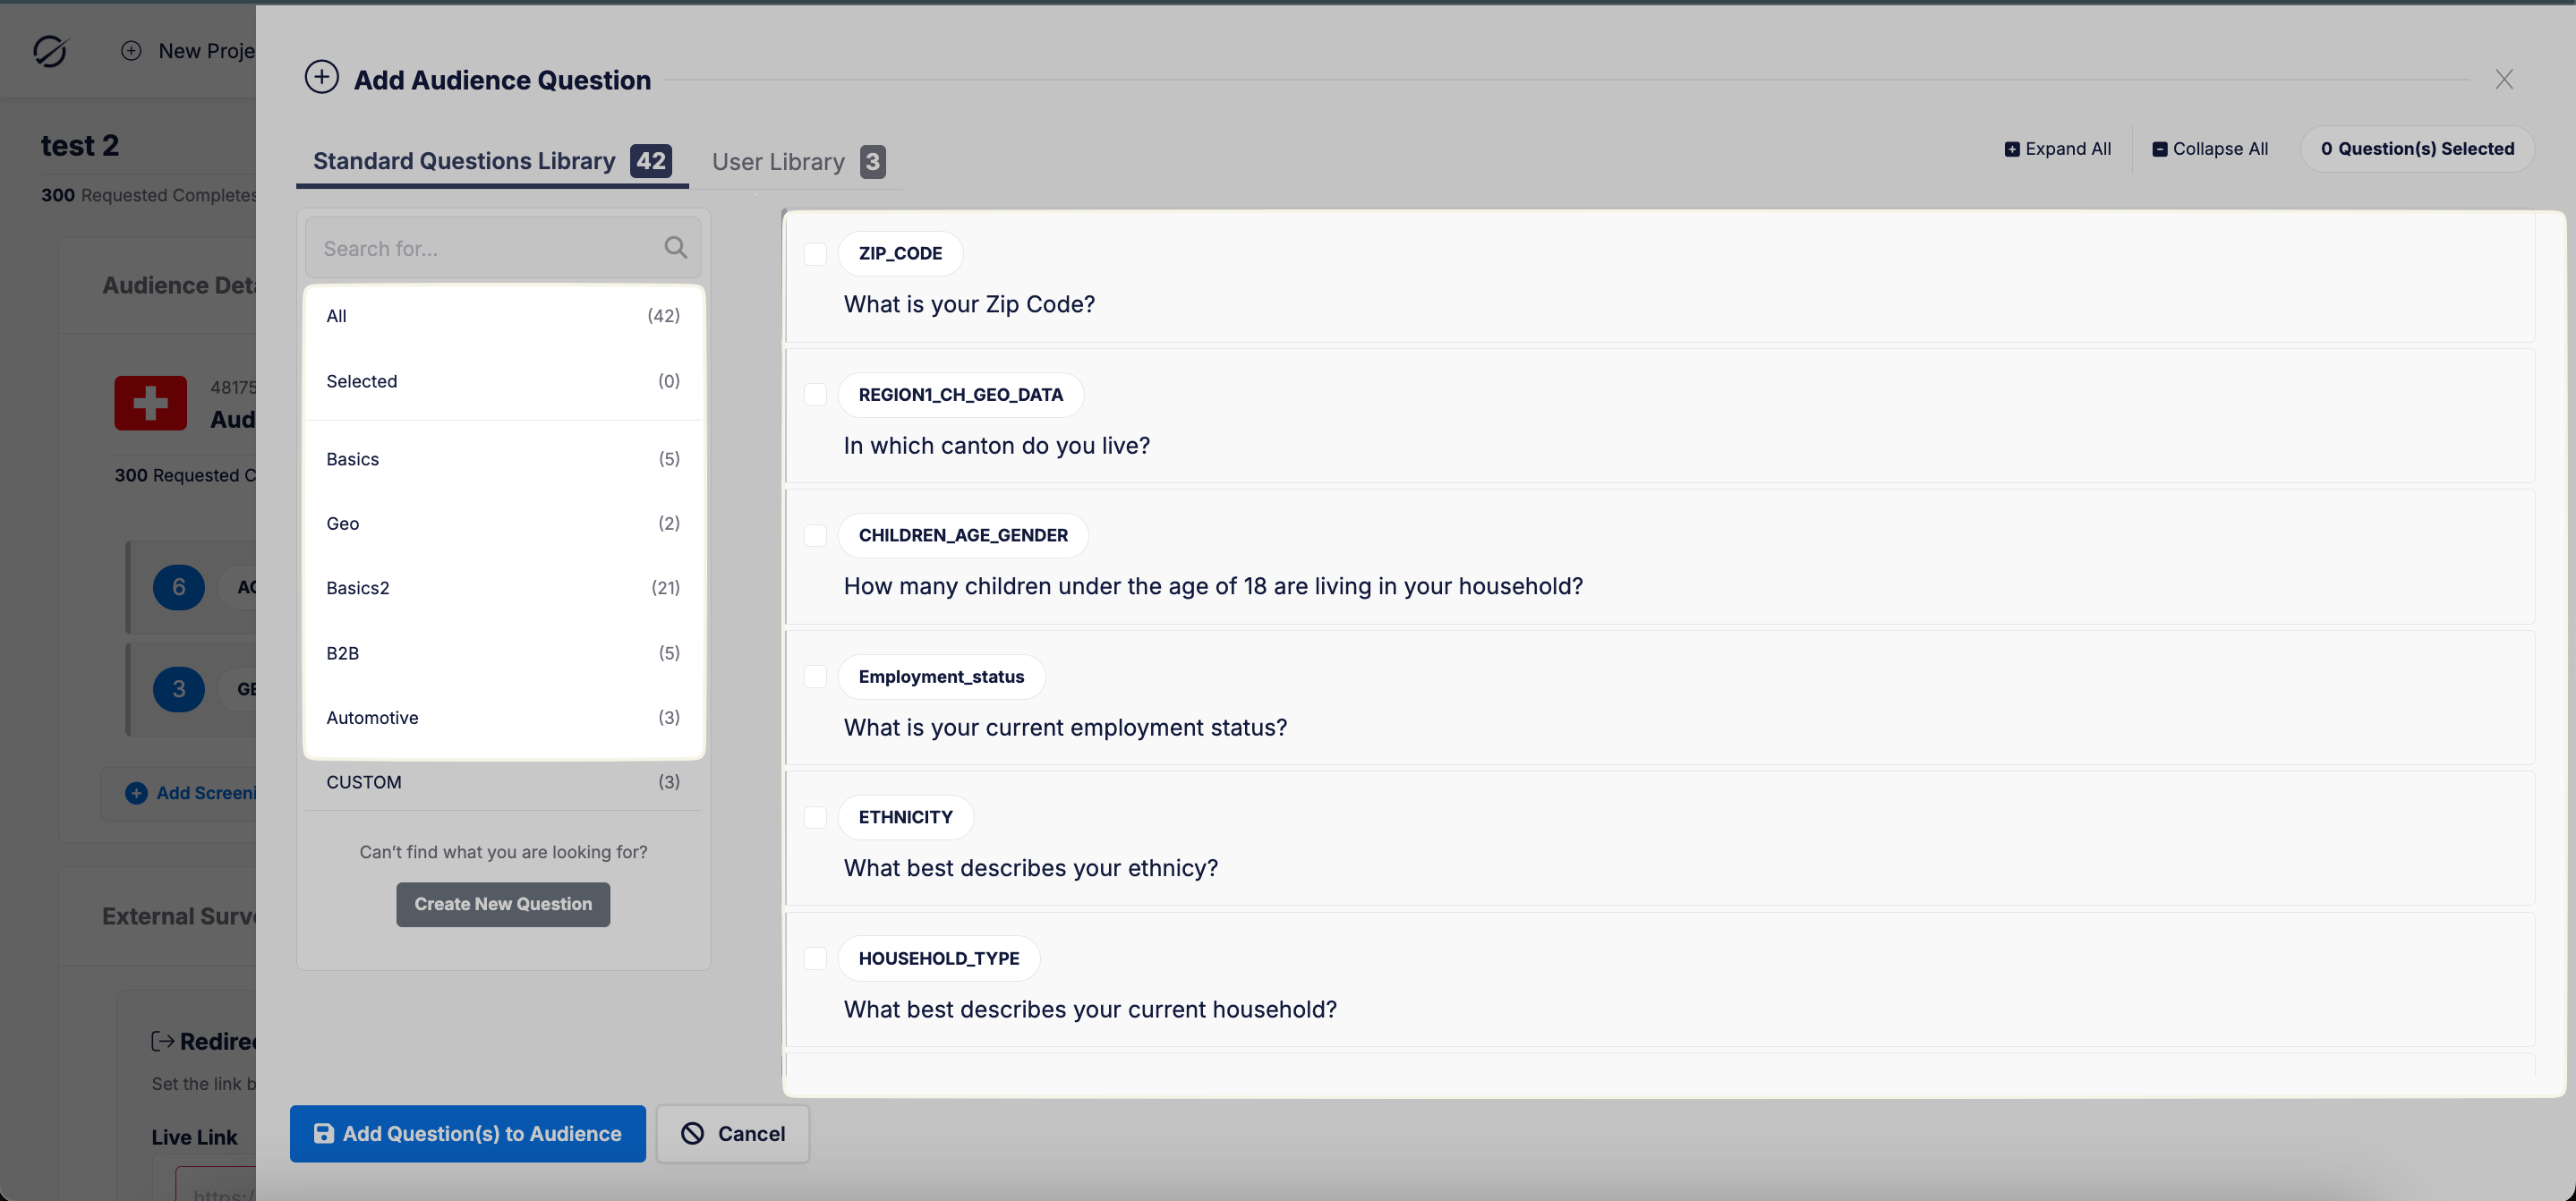 New Proje
Add Audience Question
test 2
300 Requested Completes
Standard Questions Library 42
User Library 3
Expand All
Collapse All
0 Question(s) Selected
Search for...
All (42)
Selected (0)
Basics (5)
Geo (2)
Basics2 (21)
B2B (5)
Automotive (3)
CUSTOM (3)
Can't find what you are looking for?
Create New Question
ZIP_CODE
What is your Zip Code?
REGION1_CH_GEO_DATA
In which canton do you live?
CHILDREN_AGE_GENDER
How many children under the age of 18 are living in your household?
Employment_status
What is your current employment status?
ETHNICITY
What best describes your ethnicy?
HOUSEHOLD_TYPE
What best describes your current household?
Audience Deta
48175
Aud
300 Requested C
6 AG
3 GE
Add Screeni
External Surve
Redirec
Set the link b
Live Link
https:/
Add Question(s) to Audience
Cancel